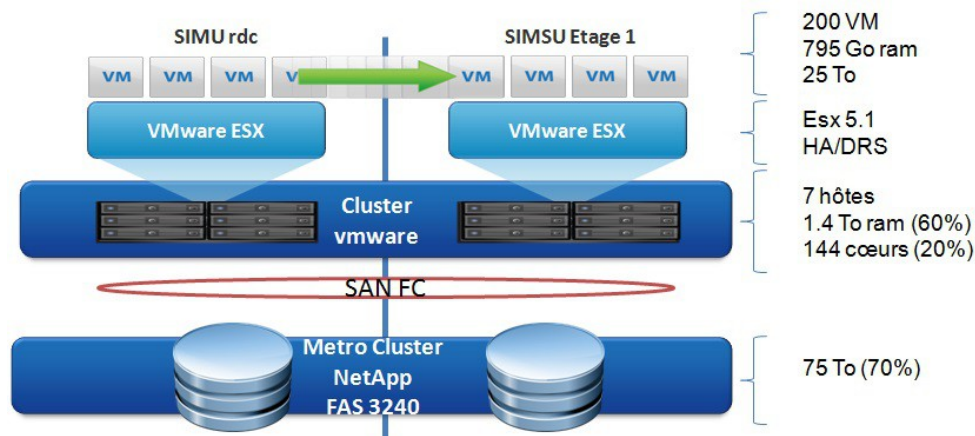 SIMU rdc
SIMSU Etage 1
VM VM VM V VM VM VM VM
VMware ESX
VMware ESX
Cluster
vmware
SAN FC
Metro Cluster
NetApp
FAS 3240
200 VM
795 Go ram
25 To
Esx 5.1
HA/DRS
7 hôtes
1.4 To ram (60%)
144 cœurs (20%)
75 To (70%)